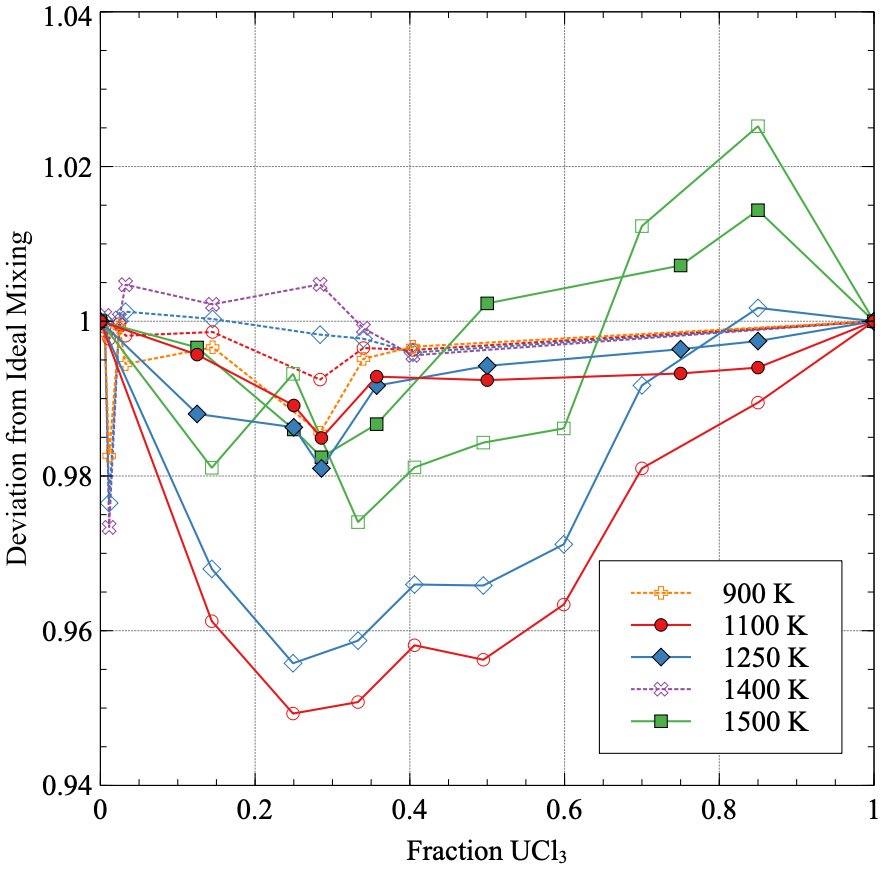 1.04
1.02
1
0.98
0.96
0.94
Deviation from Ideal Mixing
900 K
1100 K
1250 K
1400 K
1500 K
0
0.2
0.4
0.6
0.8
1
Fraction UCl₃